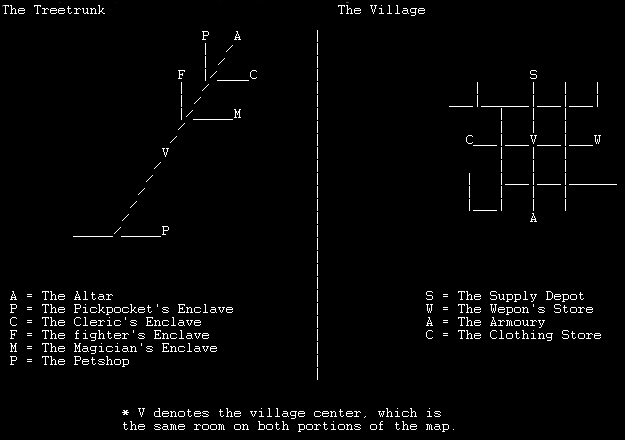 The Treetrunk
The Village
P A
F
C
M
V
P
S
C V W
A
A = The Altar
P = The Pickpocket's Enclave
C = The Cleric's Enclave
F = The fighter's Enclave
M = The Magician's Enclave
P = The Petshop
S = The Supply Depot
W = The Wepon's Store
A = The Armoury
C = The Clothing Store
* V denotes the village center, which is
the same room on both portions of the map.